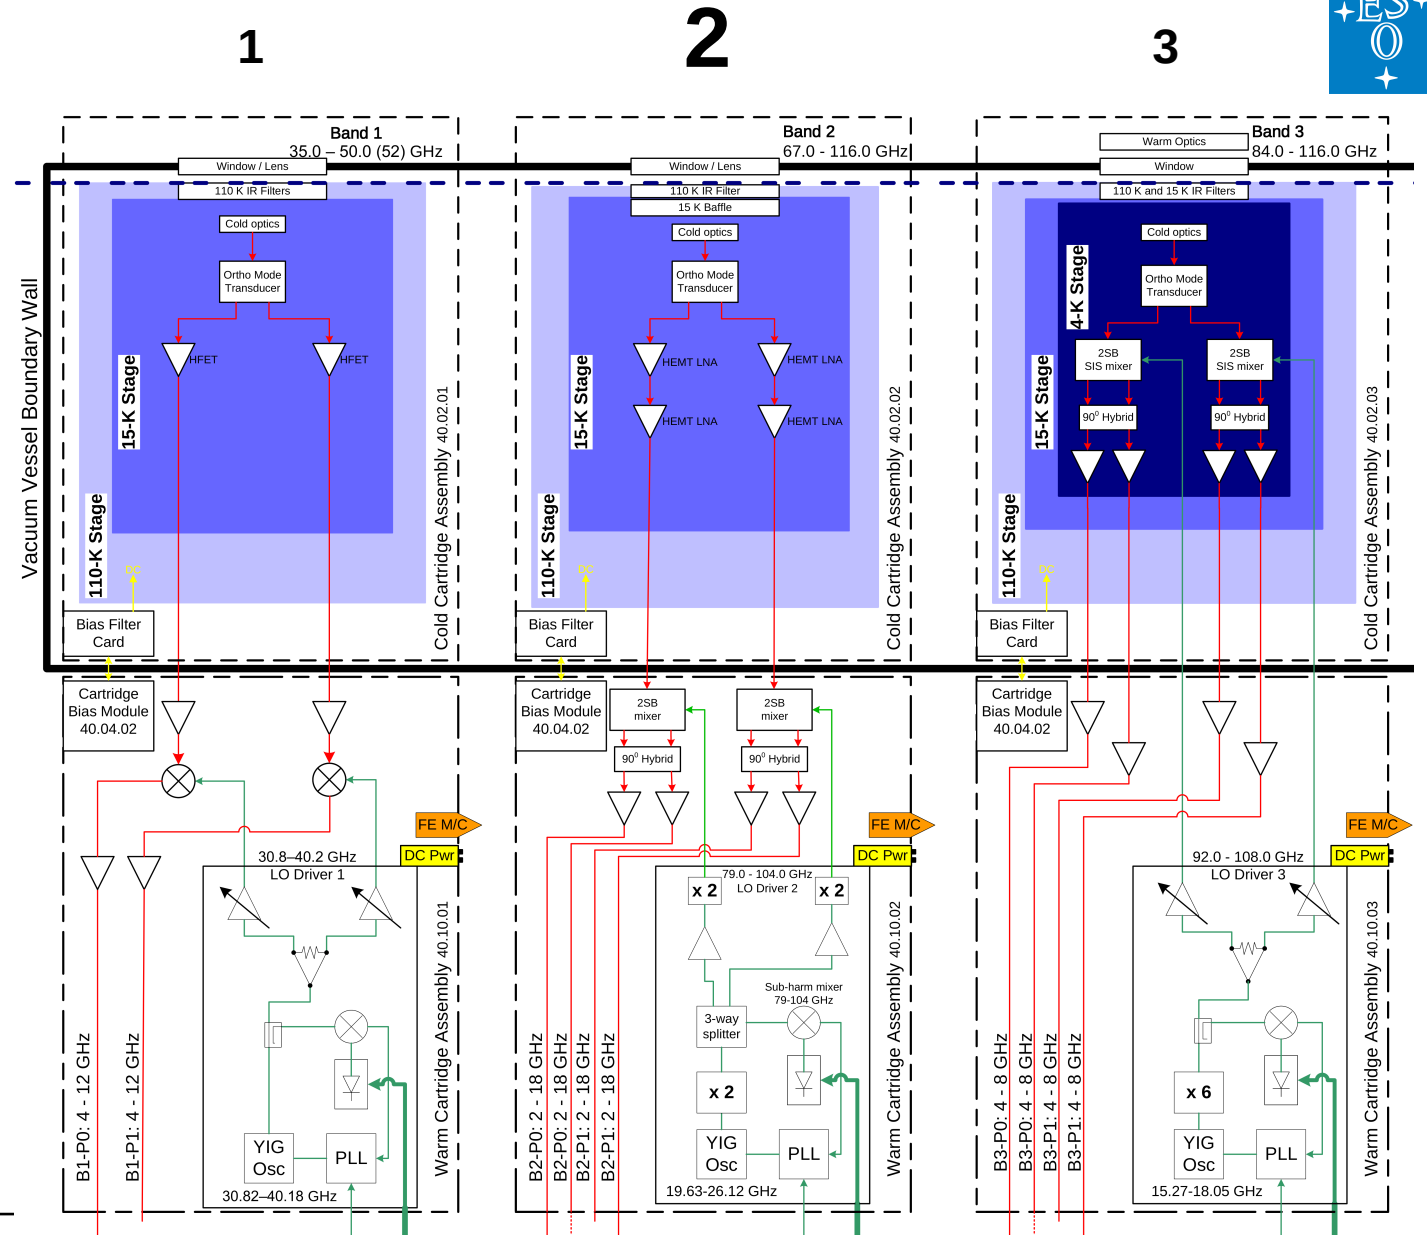 1
2
3
ES
O
Vacuum Vessel Boundary Wall
Band 1
35.0 – 50.0 (52) GHz
Window / Lens
110 K IR Filters
Cold optics
Ortho Mode
Transducer
HFET
HFET
15-K Stage
110-K Stage
DC
Bias Filter
Card
Cold Cartridge Assembly 40.02.01
Cartridge
Bias Module
40.04.02
FE M/C
DC Pwr
30.8–40.2 GHz
LO Driver 1
YIG
Osc
PLL
30.82–40.18 GHz
B1-P0: 4 - 12 GHz
B1-P1: 4 - 12 GHz
Warm Cartridge Assembly 40.10.01
Band 2
67.0 - 116.0 GHz
Window / Lens
110 K IR Filter
15 K Baffle
Cold optics
Ortho Mode
Transducer
HEMT LNA
HEMT LNA
HEMT LNA
HEMT LNA
15-K Stage
110-K Stage
DC
Bias Filter
Card
Cold Cartridge Assembly 40.02.02
Cartridge
Bias Module
40.04.02
2SB
mixer
2SB
mixer
90⁰ Hybrid
90⁰ Hybrid
FE M/C
DC Pwr
79.0 - 104.0 GHz
LO Driver 2
x 2
x 2
Sub-harm mixer
79-104 GHz
3-way
splitter
x 2
YIG
Osc
PLL
19.63-26.12 GHz
B2-P0: 2 - 18 GHz
B2-P0: 2 - 18 GHz
B2-P1: 2 - 18 GHz
B2-P1: 2 - 18 GHz
Warm Cartridge Assembly 40.10.02
Band 3
84.0 - 116.0 GHz
Warm Optics
Window
110 K and 15 K IR Filters
Cold optics
Ortho Mode
Transducer
4-K Stage
2SB
SIS mixer
2SB
SIS mixer
90⁰ Hybrid
90⁰ Hybrid
15-K Stage
110-K Stage
DC
Bias Filter
Card
Cold Cartridge Assembly 40.02.03
Cartridge
Bias Module
40.04.02
FE M/C
DC Pwr
92.0 - 108.0 GHz
LO Driver 3
x 6
YIG
Osc
PLL
15.27-18.05 GHz
B3-P0: 4 - 8 GHz
B3-P0: 4 - 8 GHz
B3-P1: 4 - 8 GHz
B3-P1: 4 - 8 GHz
Warm Cartridge Assembly 40.10.03